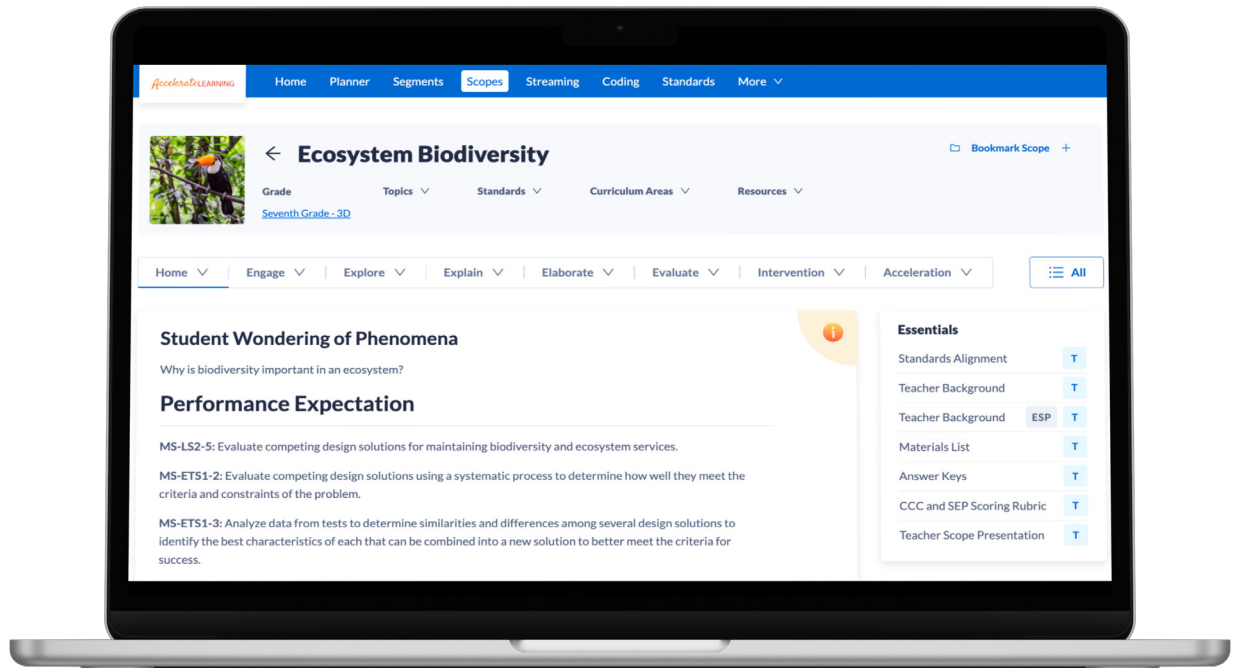 AccelerateLEARNING Home Planner Segments Scopes Streaming Coding Standards More
Ecosystem Biodiversity
Bookmark Scope +
Grade Topics Standards Curriculum Areas Resources
Seventh Grade - 3D
Home Engage Explore Explain Elaborate Evaluate Intervention Acceleration All
Student Wondering of Phenomena
Why is biodiversity important in an ecosystem?
Performance Expectation
MS-LS2-5: Evaluate competing design solutions for maintaining biodiversity and ecosystem services.
MS-ETS1-2: Evaluate competing design solutions using a systematic process to determine how well they meet the
criteria and constraints of the problem.
MS-ETS1-3: Analyze data from tests to determine similarities and differences among several design solutions to
identify the best characteristics of each that can be combined into a new solution to better meet the criteria for
success.
i
Essentials
Standards Alignment T
Teacher Background T
Teacher Background ESP T
Materials List T
Answer Keys T
CCC and SEP Scoring Rubric T
Teacher Scope Presentation T